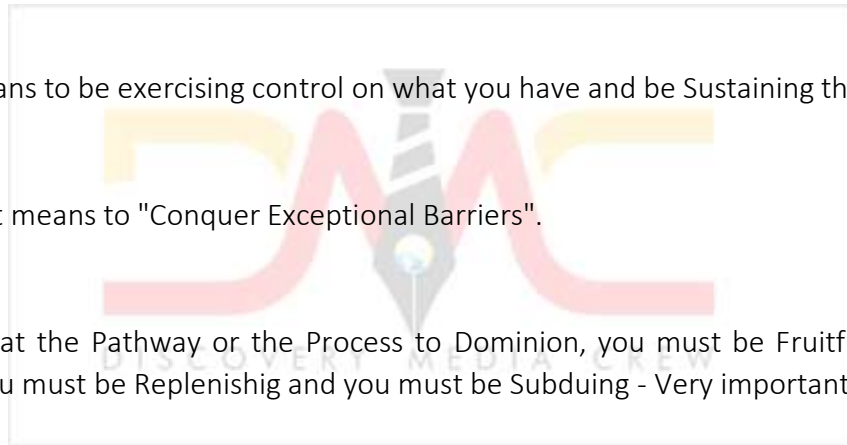 ans to be exercising control on what you have and be Sustaining th
t means to "Conquer Exceptional Barriers".
at the Pathway or the Process to Dominion, you must be Fruitf
DISCOVERY MEDIA CREW
u must be Replenishig and you must be Subduing - Very important